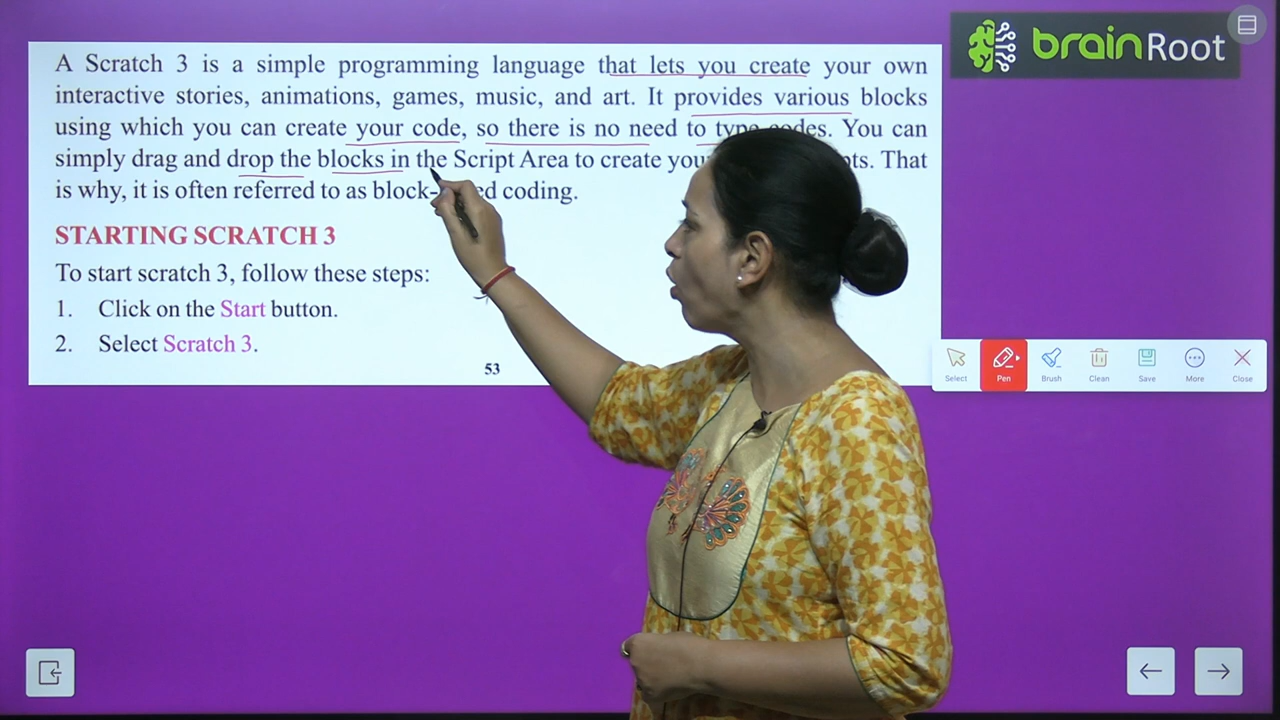 A Scratch 3 is a simple programming language that lets you create your own
interactive stories, animations, games, music, and art. It provides various blocks
using which you can create your code, so there is no need to type codes. You can
simply drag and drop the blocks in the Script Area to create pts. That
is why, it is often referred to as block- ed coding.
STARTING SCRATCH 3
To start scratch 3, follow these steps:
1. Click on the Start button.
2. Select Scratch 3.
53
brainRoot
Select
Pen
Brush
Clean
Save
More
Close